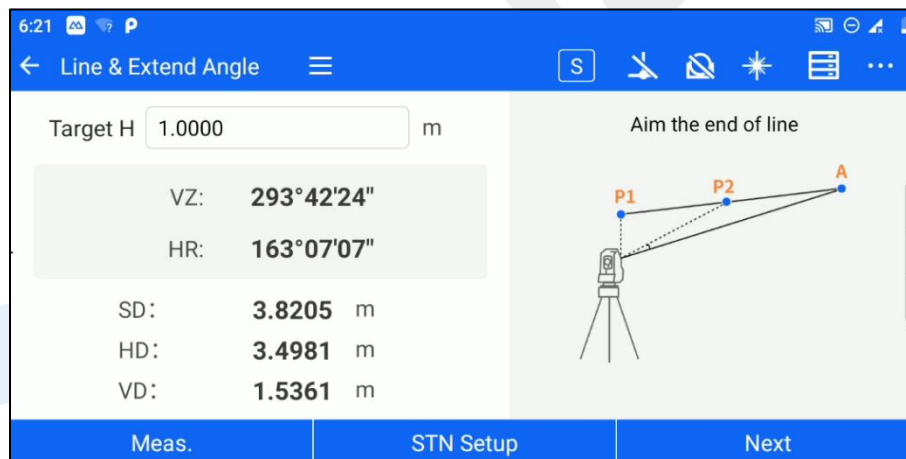 6:21
Line & Extend Angle
S
Target H 1.0000 m
VZ: 293°42'24"
HR: 163°07'07"
SD: 3.8205 m
HD: 3.4981 m
VD: 1.5361 m
Aim the end of line
P1 P2 A
Meas. STN Setup Next